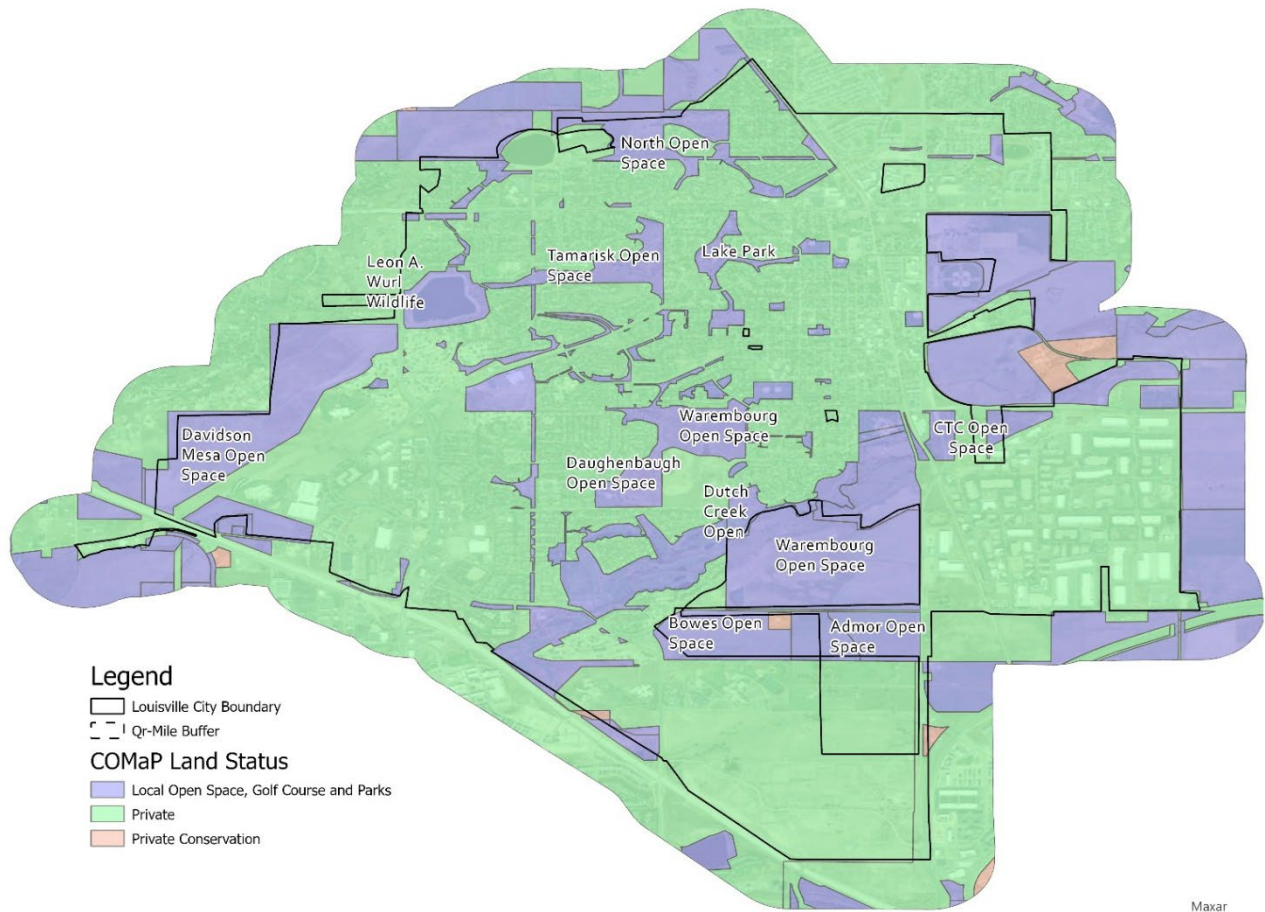 North Open
Space
Tamarisk Open
Space
Lake Park
Leon A.
Wurl
Wildlife
Davidson
Mesa Open
Space
Warembourg
Open Space
CTC Open
Space
Daughenbaugh
Open Space
Dutch
Creek
Open
Warembourg
Open Space
Bowes Open
Space
Admor Open
Space
Legend
Louisville City Boundary
Qr-Mile Buffer
COMaP Land Status
Local Open Space, Golf Course and Parks
Private
Private Conservation
Maxar